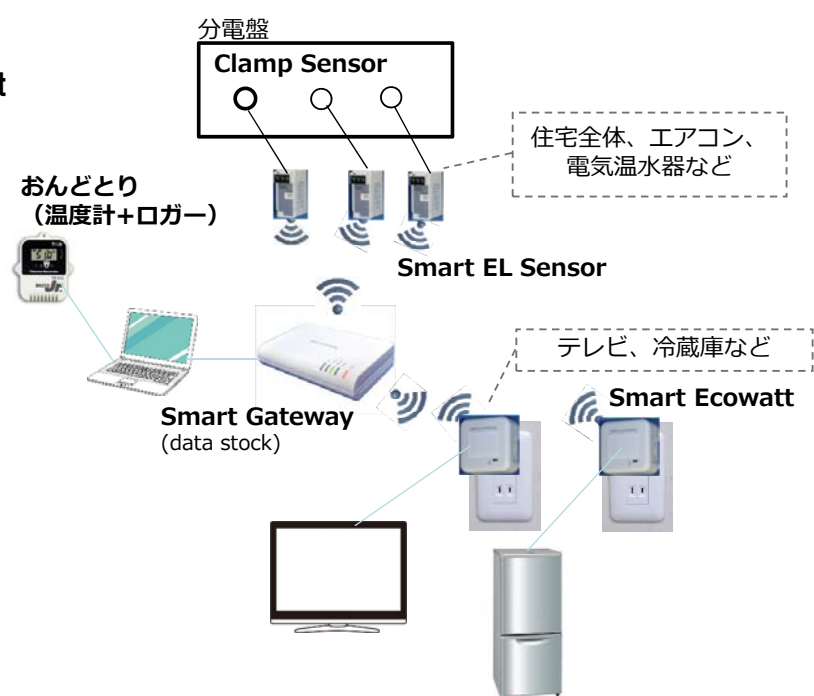 分電盤
Clamp Sensor
t
住宅全体、エアコン、
電気温水器など
おんどとり
（温度計+ロガー）
Smart EL Sensor
テレビ、冷蔵庫など
Smart Ecowatt
Smart Gateway
(data stock)